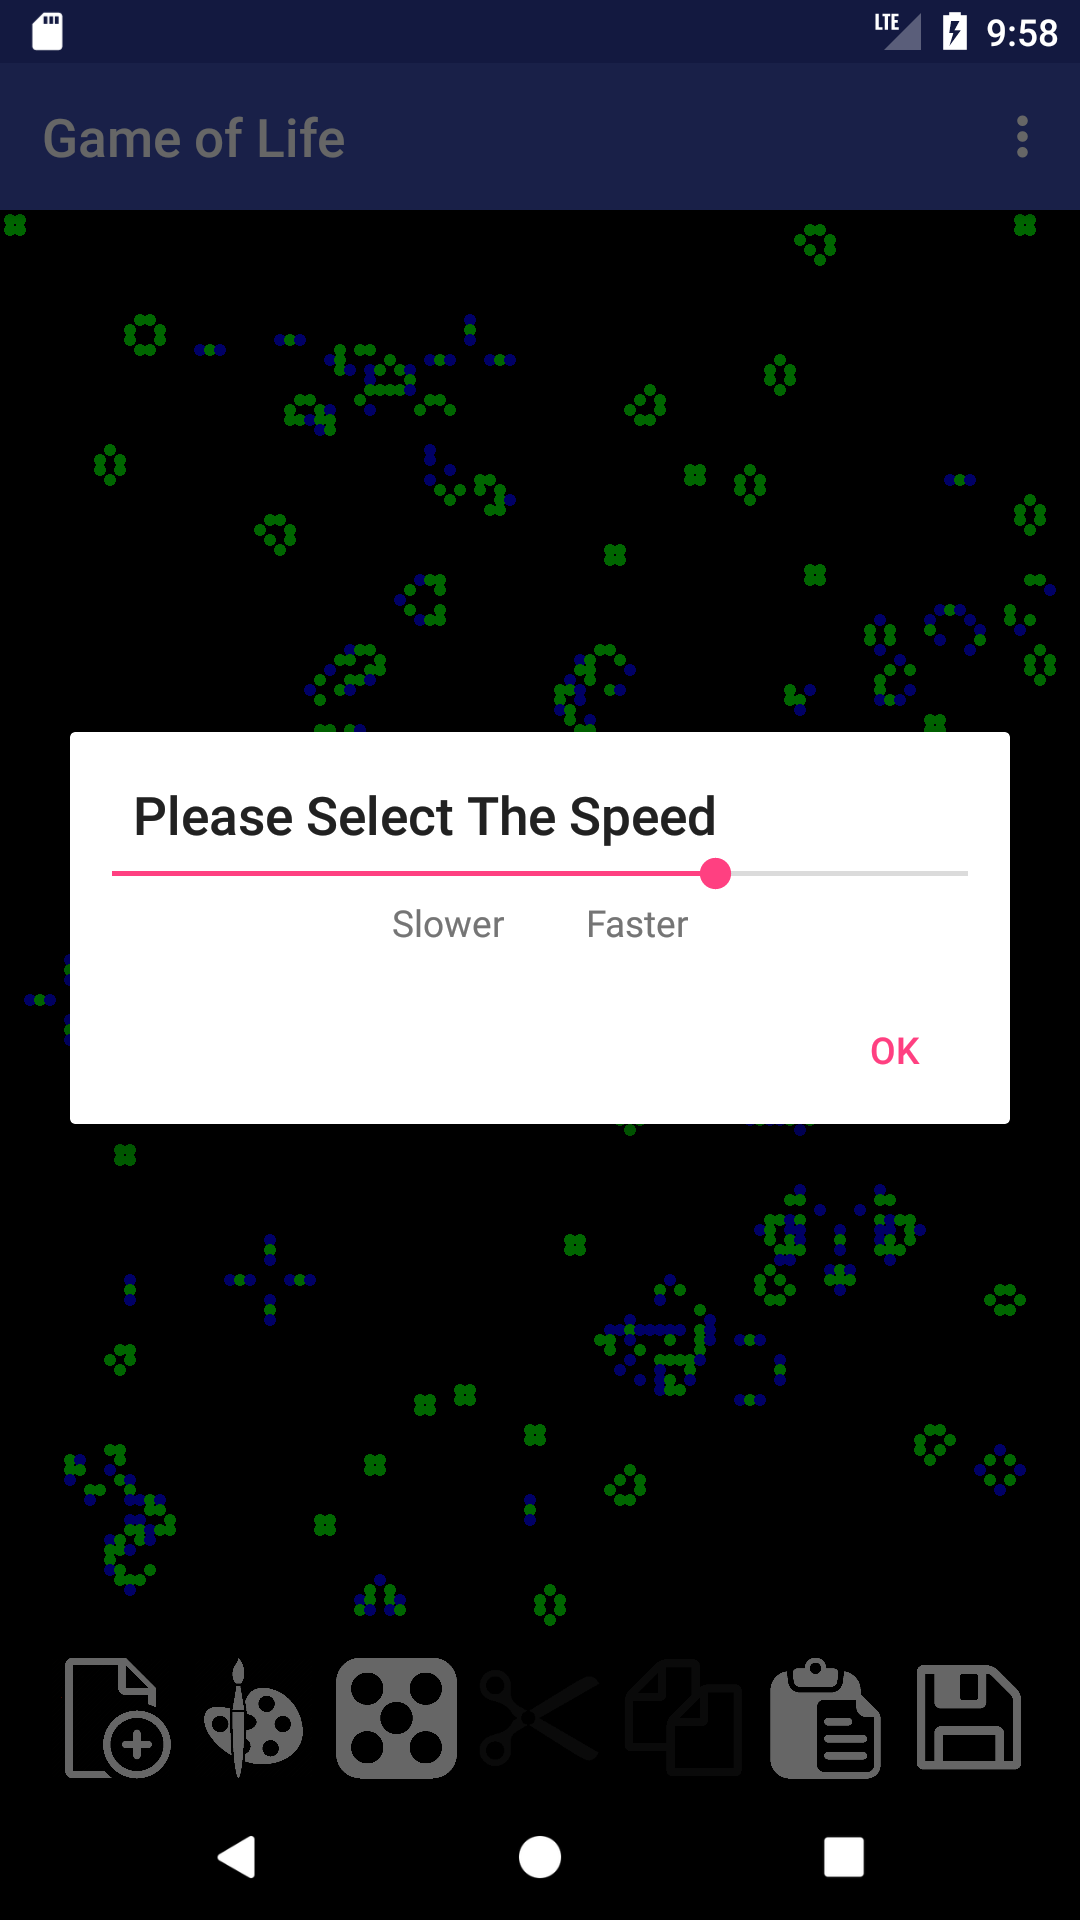 LTE 9:58
Game of Life
Please Select The Speed
Slower Faster
OK